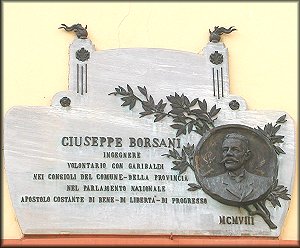 GIUSEPPE BORSANI
INGEGNERE
VOLONTARIO CON GARIBALDI
NEI CONSIGLI DEL COMUNE-DELLA PROVINCIA
NEL PARLAMENTO NAZIONALE
APOSTOLO COSTANTE DI BENE-DI LIBERTÀ-DI PROGRESSO
MCMVIII